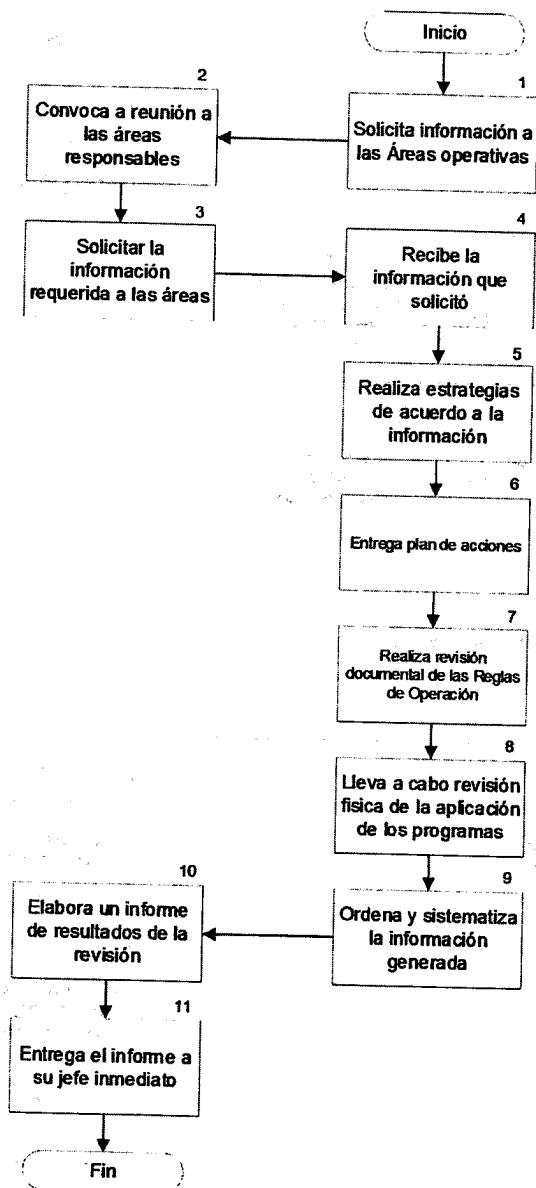 Inicio
1
Solicita información a
las Áreas operativas
2
Convoca a reunión a
las áreas
responsables
3
Solicitar la
información
requerida a las áreas
4
Recibe la
información que
solicitó
5
Realiza estrategias
de acuerdo a la
información
6
Entrega plan de acciones
7
Realiza revisión
documental de las Reglas
de Operación
8
Lleva a cabo revisión
fisica de la aplicación
de los programas
9
Ordena y sistematiza
la información
generada
10
Elabora un informe
de resultados de la
revisión
11
Entrega el informe a
su jefe inmediato
Fin